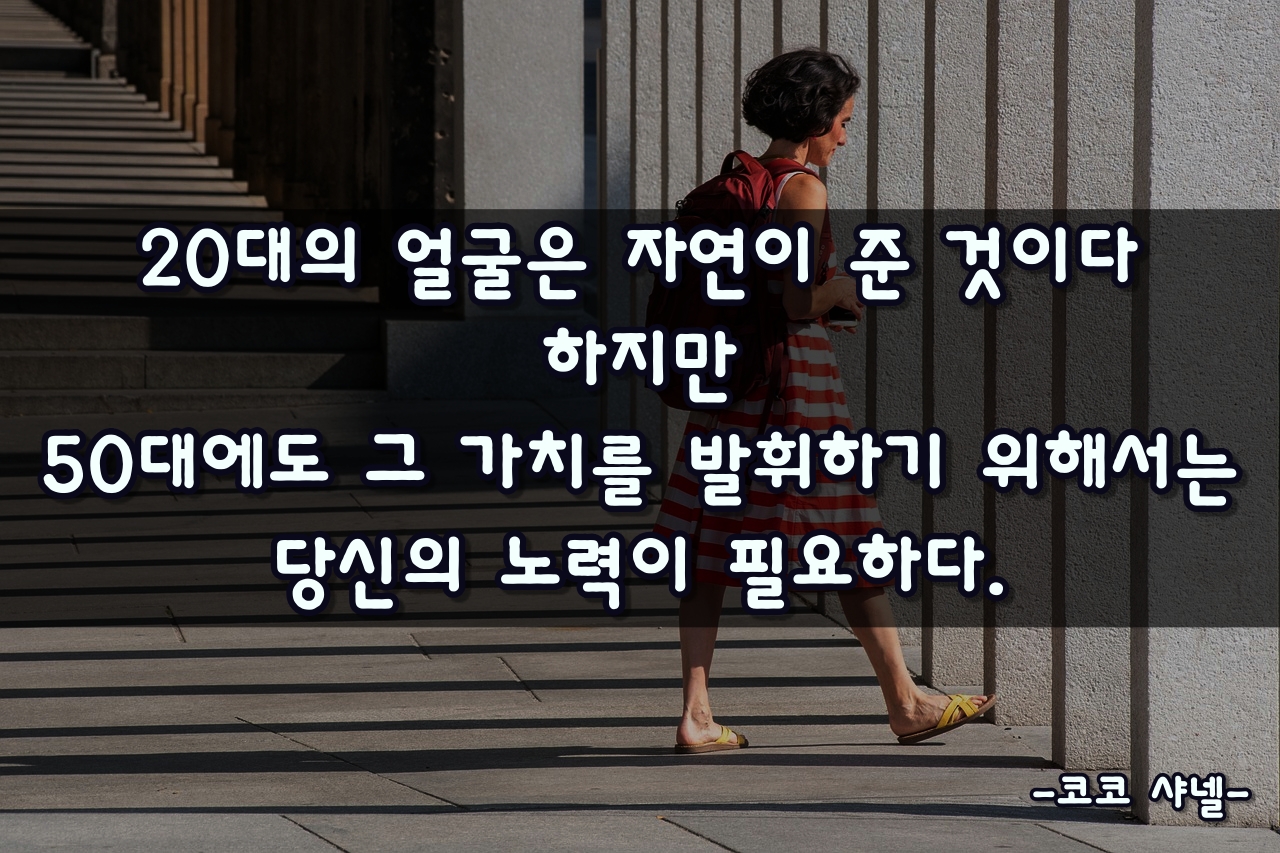 20대의 얼굴은 자연이 준 것이다
하지만
50대에도 그 가치를 발휘하기 위해서는
당신의 노력이 필요하다.
-코코 샤넬-